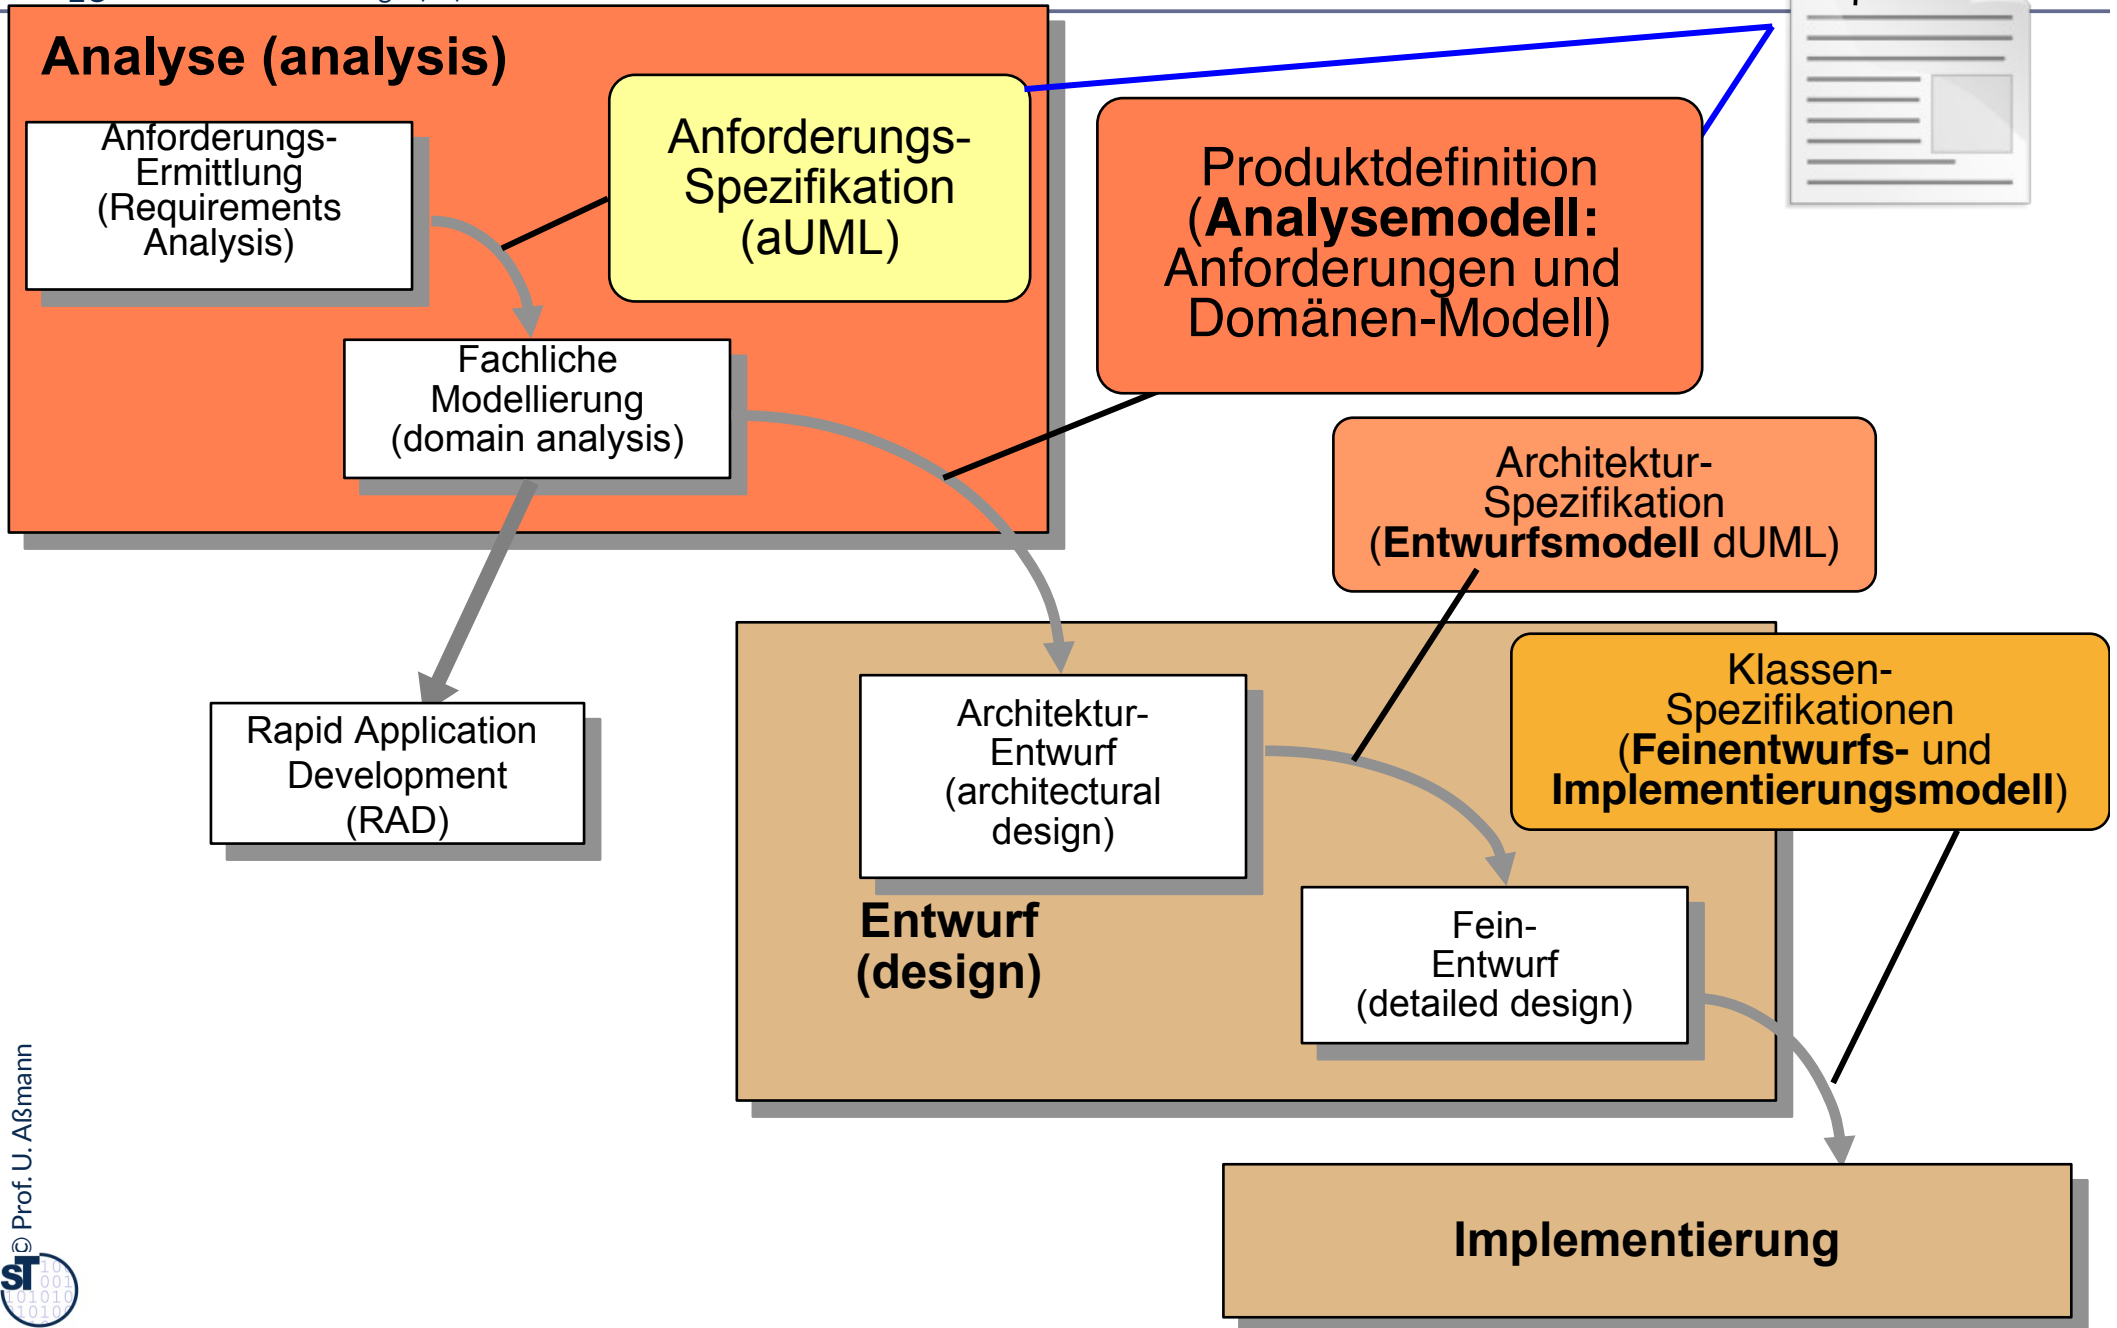 Analyse (analysis)
Anforderungs-
Ermittlung
(Requirements
Analysis)
Anforderungs-
Spezifikation
(aUML)
Produktdefinition
(Analysemodell:
Anforderungen und
Domänen-Modell)
Fachliche
Modellierung
(domain analysis)
Architektur-
Spezifikation
(Entwurfsmodell dUML)
Rapid Application
Development
(RAD)
Architektur-
Entwurf
(architectural
design)
Klassen-
Spezifikationen
(Feinentwurfs- und
Implementierungsmodell)
Entwurf
(design)
Fein-
Entwurf
(detailed design)
Implementierung
© Prof. U. Aßmann
ST